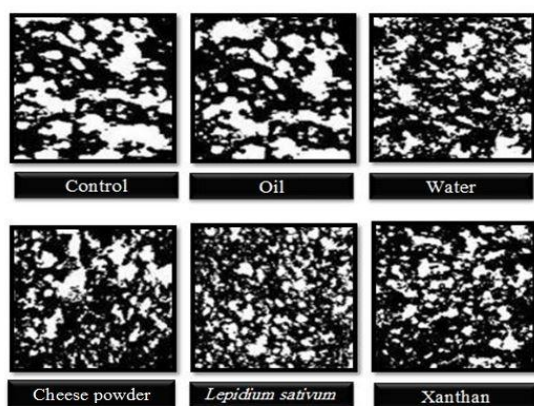 Control
Oil
Water
Cheese powder
Lepidium sativum
Xanthan